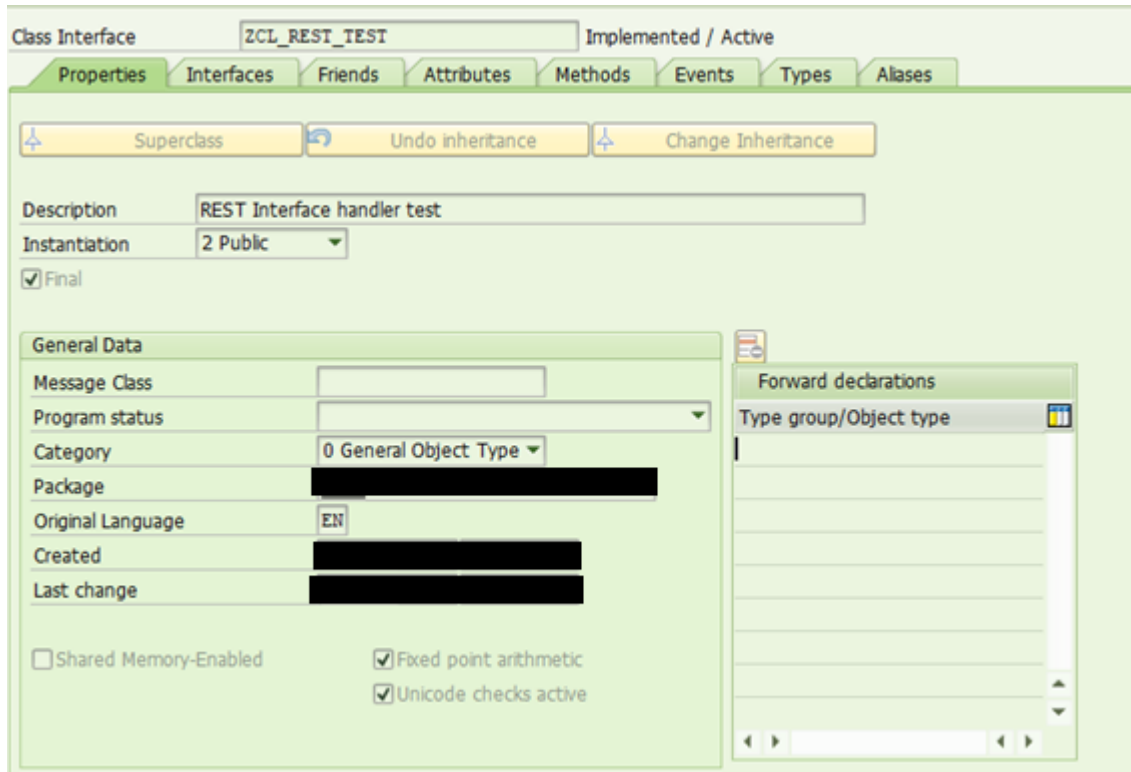 Class Interface ZCL_REST_TEST Implemented / Active
Properties Interfaces Friends Attributes Methods Events Types Aliases
Superclass Undo inheritance Change Inheritance
Description REST Interface handler test
Instantiation 2 Public
Final
General Data
Message Class
Program status
Category 0 General Object Type
Package
Original Language EN
Created
Last change
Shared Memory-Enabled Fixed point arithmetic
Unicode checks active
Forward declarations
Type group/Object type